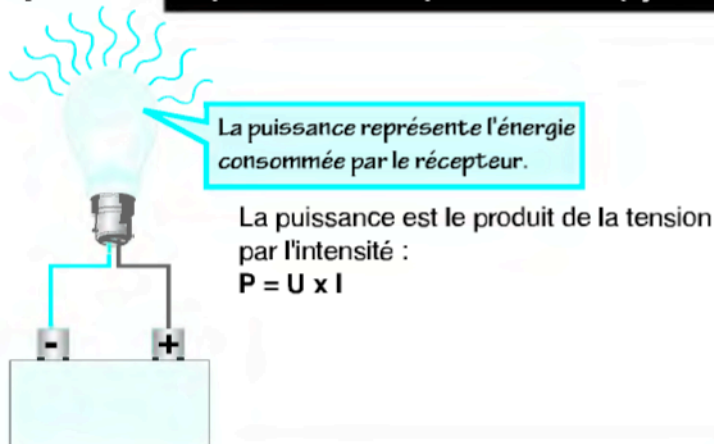 La puissance représente l'énergie
consommée par le récepteur.
La puissance est le produit de la tension
par l'intensité :
P = U x I
- +